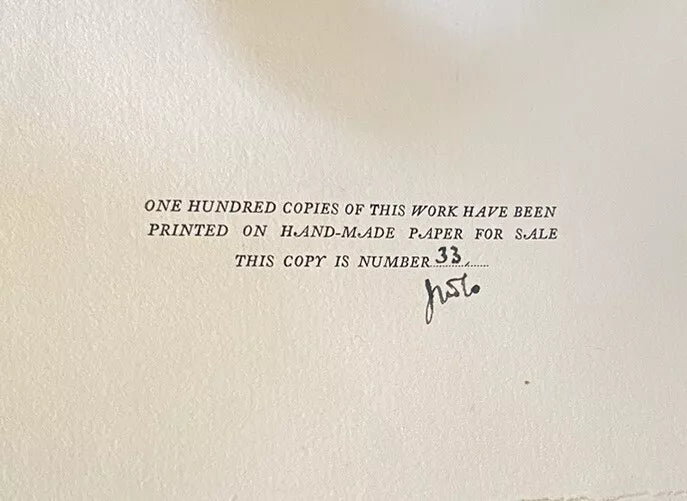 ONE HUNDRED COPIES OF THIS WORK HAVE BEEN
PRINTED ON HAND-MADE PAPER FOR SALE
THIS COPY IS NUMBER 33